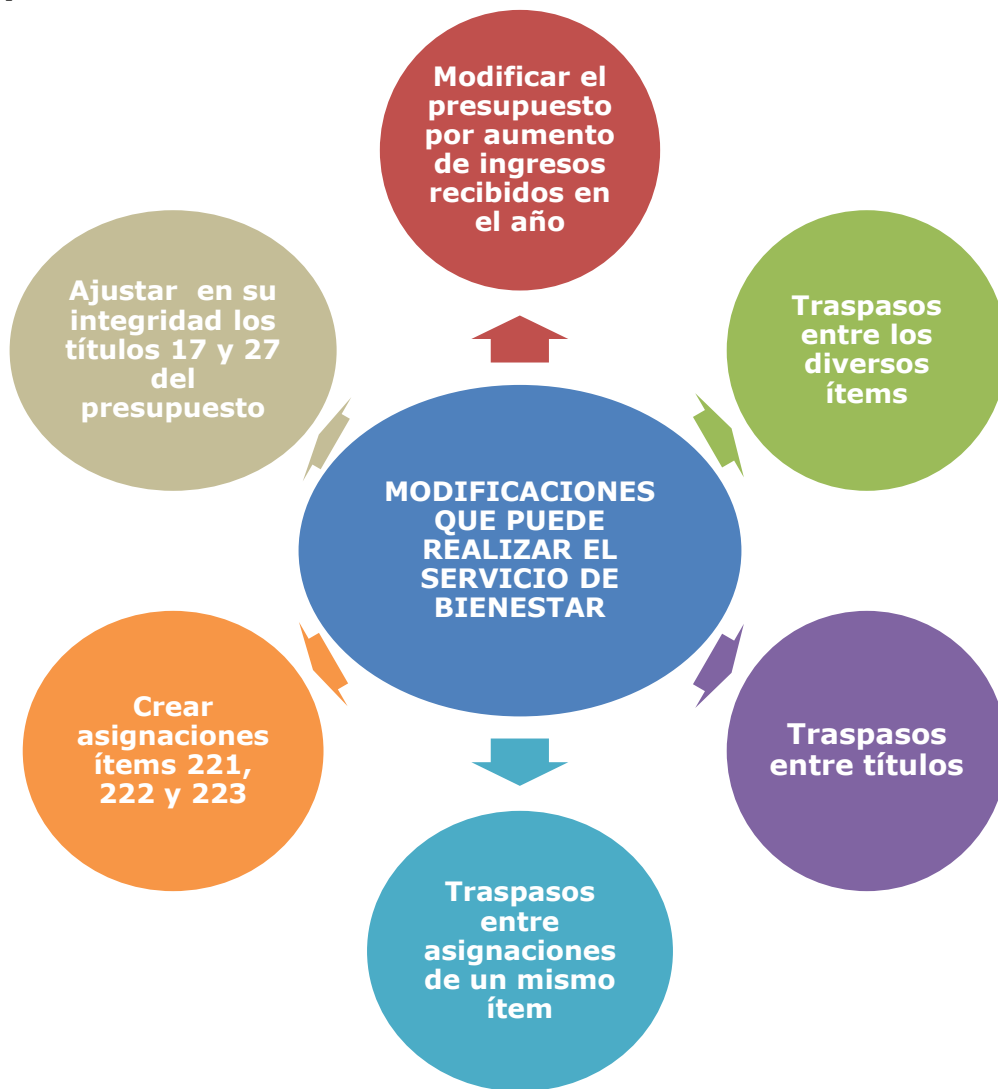 Modificar el
presupuesto
por aumento
de ingresos
recibidos en
el año
Traspasos
entre los
diversos
ítems
Traspasos
entre títulos
Traspasos
entre
asignaciones
de un mismo
ítem
Crear
asignaciones
ítems 221,
222 y 223
Ajustar  en su
integridad los
títulos 17 y 27
del
presupuesto
MODIFICACIONES
QUE PUEDE
REALIZAR EL
SERVICIO DE
BIENESTAR